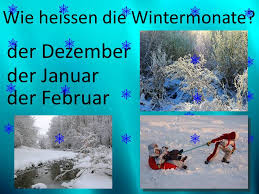 Wie heissen die Wintermonate?
der Dezember
der Januar
der Februar